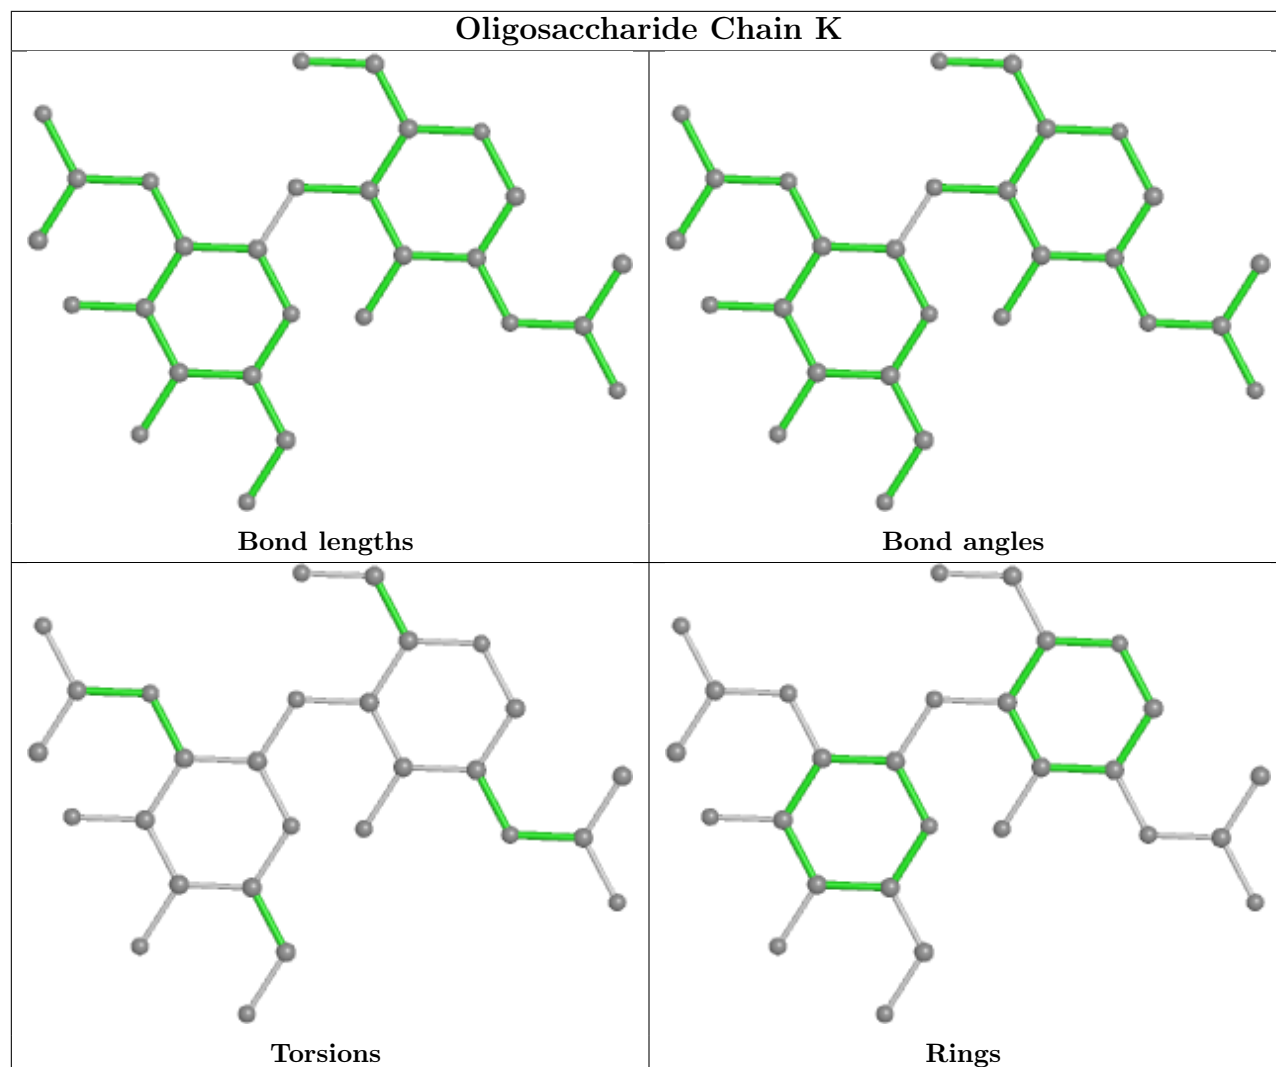 Oligosaccharide Chain K
Bond lengths
Bond angles
Torsions
Rings